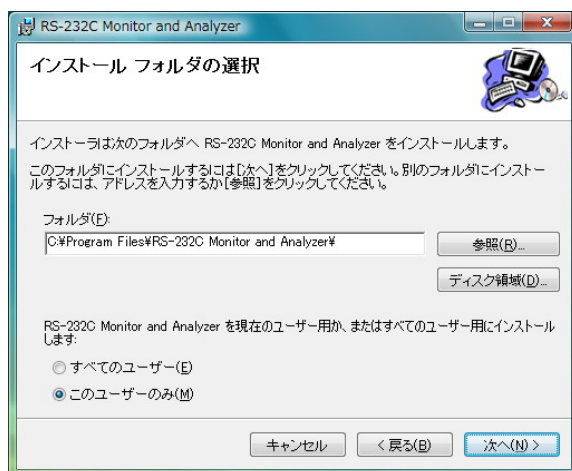 RS-232C Monitor and Analyzer
インストール フォルダの選択
インストーラは次のフォルダへ RS-232C Monitor and Analyzer をインストールします。
このフォルダにインストールするには[次へ]をクリックしてください。別のフォルダにインストー
ルするには、アドレスを入力するか[参照]をクリックしてください。
フォルダ(F):
C:¥Program Files¥RS-232C Monitor and Analyzer¥
参照(R)...
ディスク領域(D)...
RS-232C Monitor and Analyzer を現在のユーザー用か、またはすべてのユーザー用にインストール
します:
すべてのユーザー(E)
このユーザーのみ(M)
キャンセル
< 戻る(B)
次へ(N) >